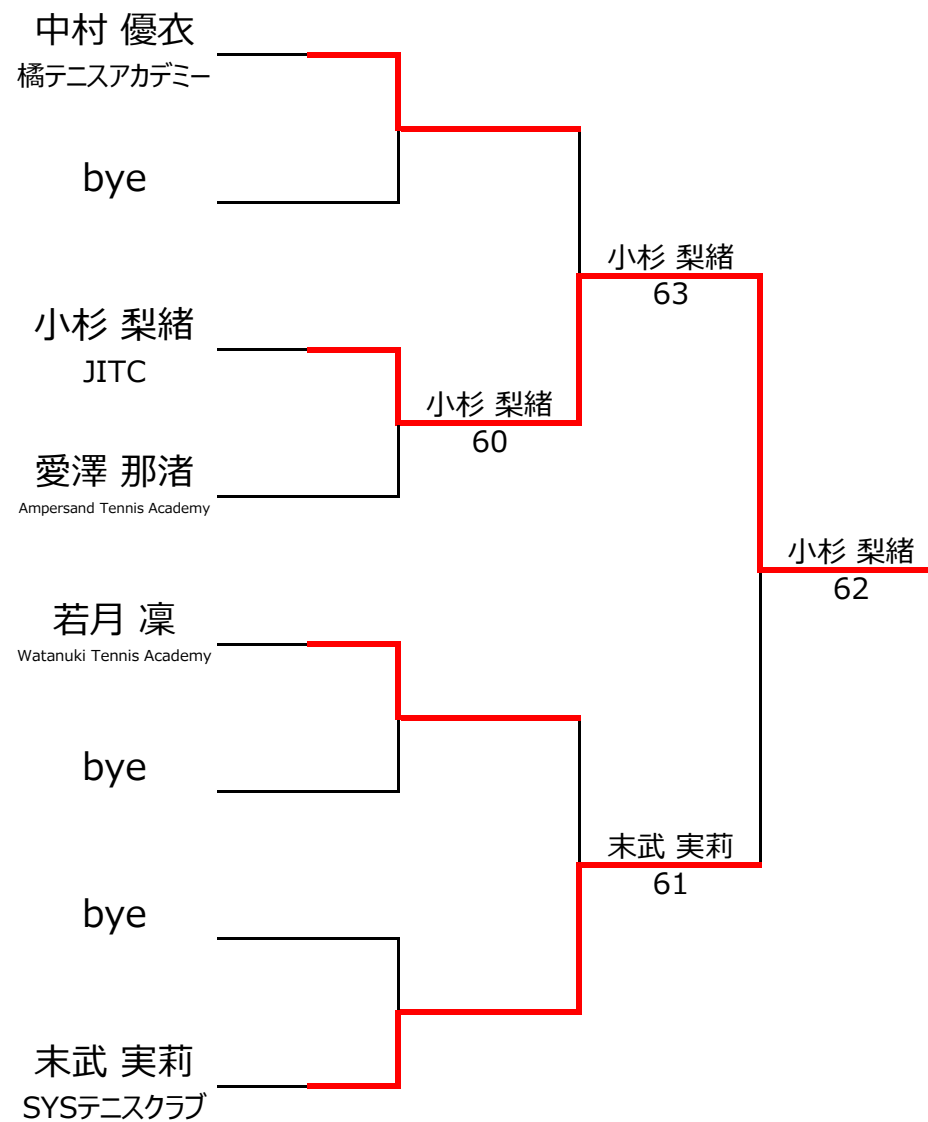 中村 優衣
橘テニスアカデミー
bye
小杉 梨緒
63
小杉 梨緒
JITC
小杉 梨緒
60
愛澤 那渚
Ampersand Tennis Academy
小杉 梨緒
62
若月 凜
Watanuki Tennis Academy
bye
末武 実莉
61
bye
末武 実莉
SYSテニスクラブ